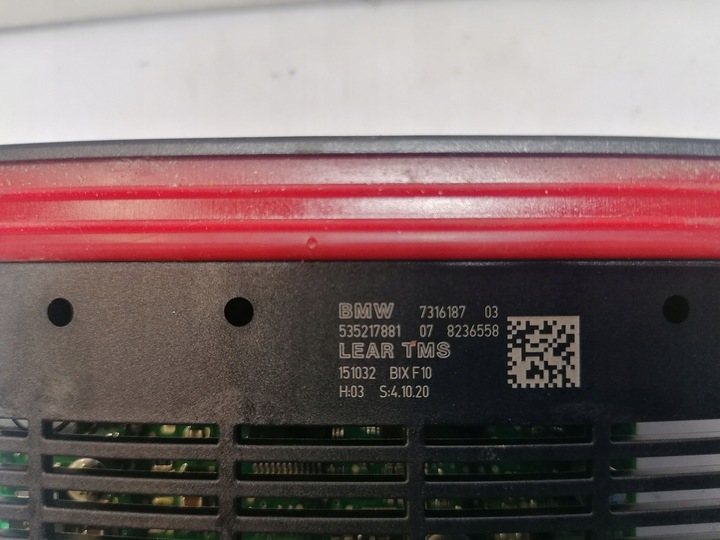 BMW 7316187 03
535217881 07 8236558
LEAR TMS
151032 BIX F10
H:03 S:4.10.20